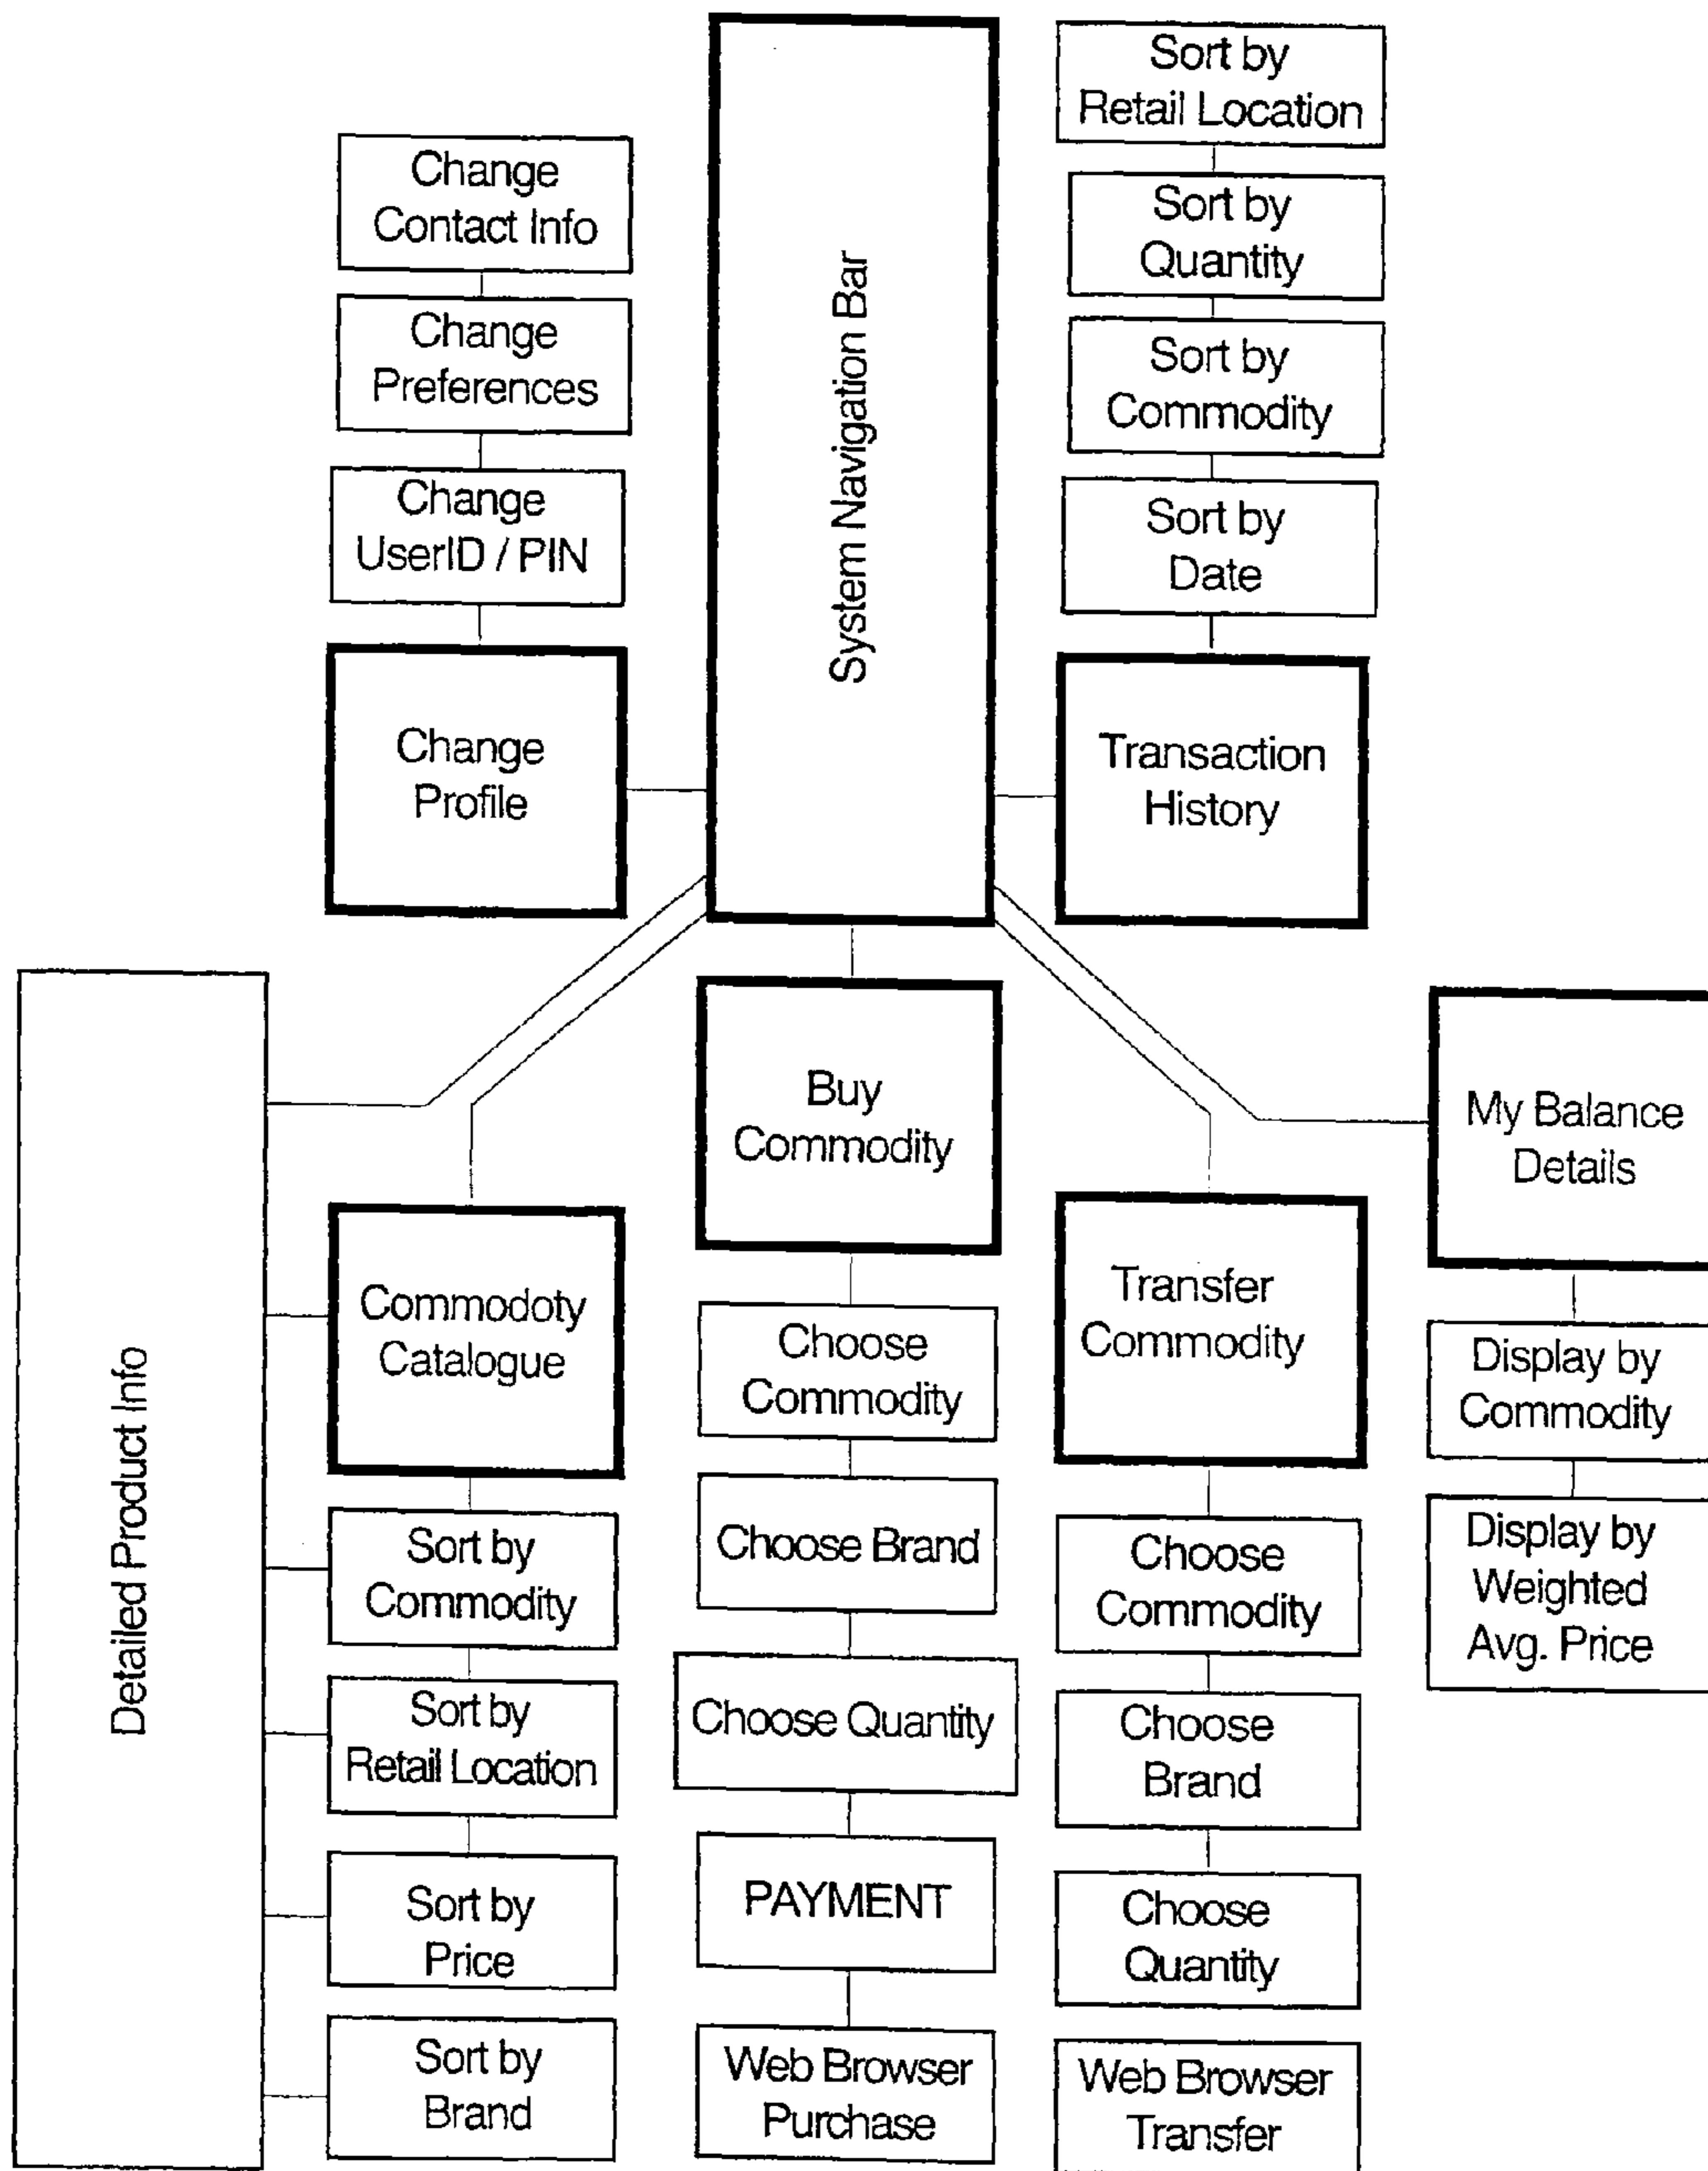 Sort by
Retail Location
Change
Contact Info
Sort by
Quantity
System Navigation Bar
Change
Preferences
Sort by
Commodity
Change
UserID / PIN
Sort by
Date
Change
Profile
Transaction
History
Detailed Product Info
Buy
Commodity
My Balance
Details
Commodoty
Catalogue
Transfer
Commodity
Choose
Commodity
Display by
Commodity
Sort by
Commodity
Choose Brand
Choose
Commodity
Display by
Weighted
Avg. Price
Sort by
Retail Location
Choose Quantity
Choose
Brand
Sort by
Price
PAYMENT
Choose
Quantity
Sort by
Brand
Web Browser
Purchase
Web Browser
Transfer